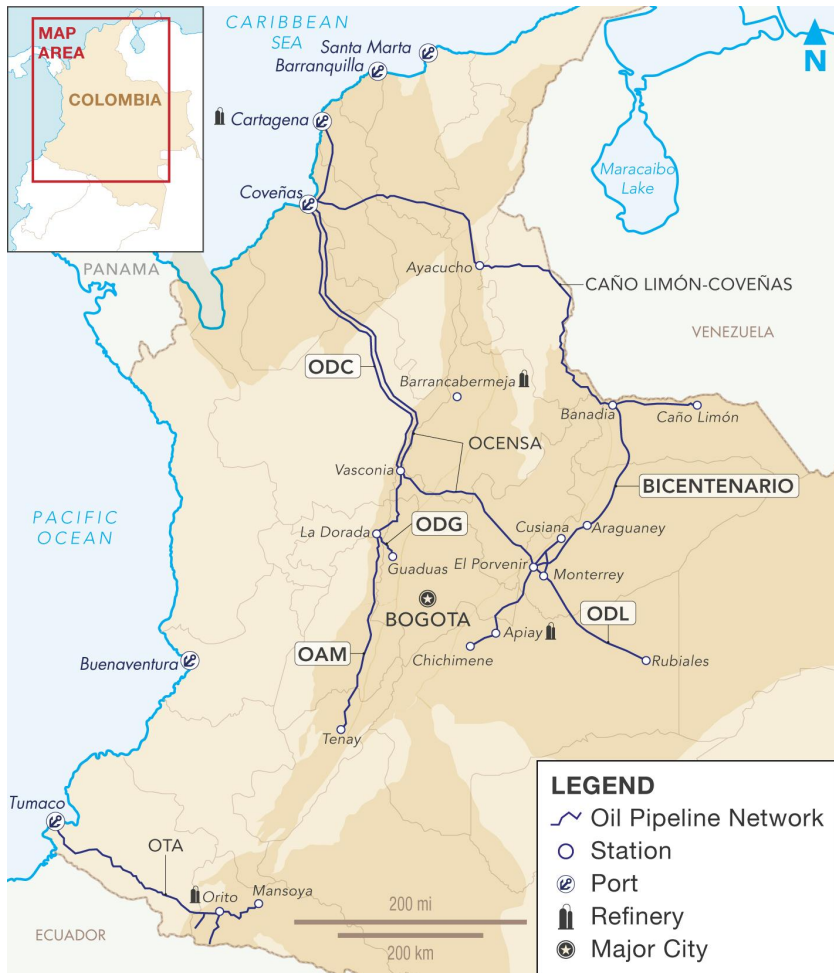 MAP
AREA
COLOMBIA
CARIBBEAN
SEA
Santa Marta
Barranquilla
N
Cartagena
Maracaibo
Lake
Coveñas
PANAMA
Ayacucho
CAÑO LIMÓN-COVEÑAS
VENEZUELA
ODC
Barrancabermeja
Banadia
Caño Limón
OCENSA
Vasconia
BICENTENARIO
PACIFIC
OCEAN
La Dorada
ODG
Cusiana
Araguaney
Guaduas
El Porvenir
Monterrey
BOGOTA
ODL
Apiay
OAM
Chichimene
Rubiales
Buenaventura
Tenay
Tumaco
OTA
Orito
Mansoya
ECUADOR
200 mi
200 km
LEGEND
Oil Pipeline Network
Station
Port
Refinery
Major City